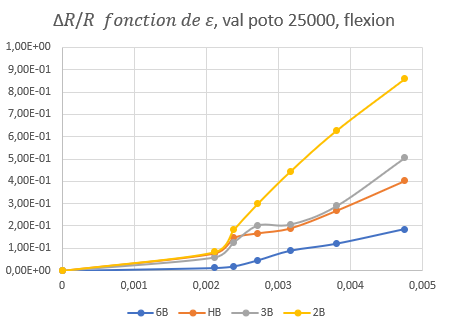 ΔR/R fonction de ε, val poto 25000, flexion
1,00E+00
9,00E-01
8,00E-01
7,00E-01
6,00E-01
5,00E-01
4,00E-01
3,00E-01
2,00E-01
1,00E-01
0,00E+00
0 0,001 0,002 0,003 0,004 0,005
6B HB 3B 2B